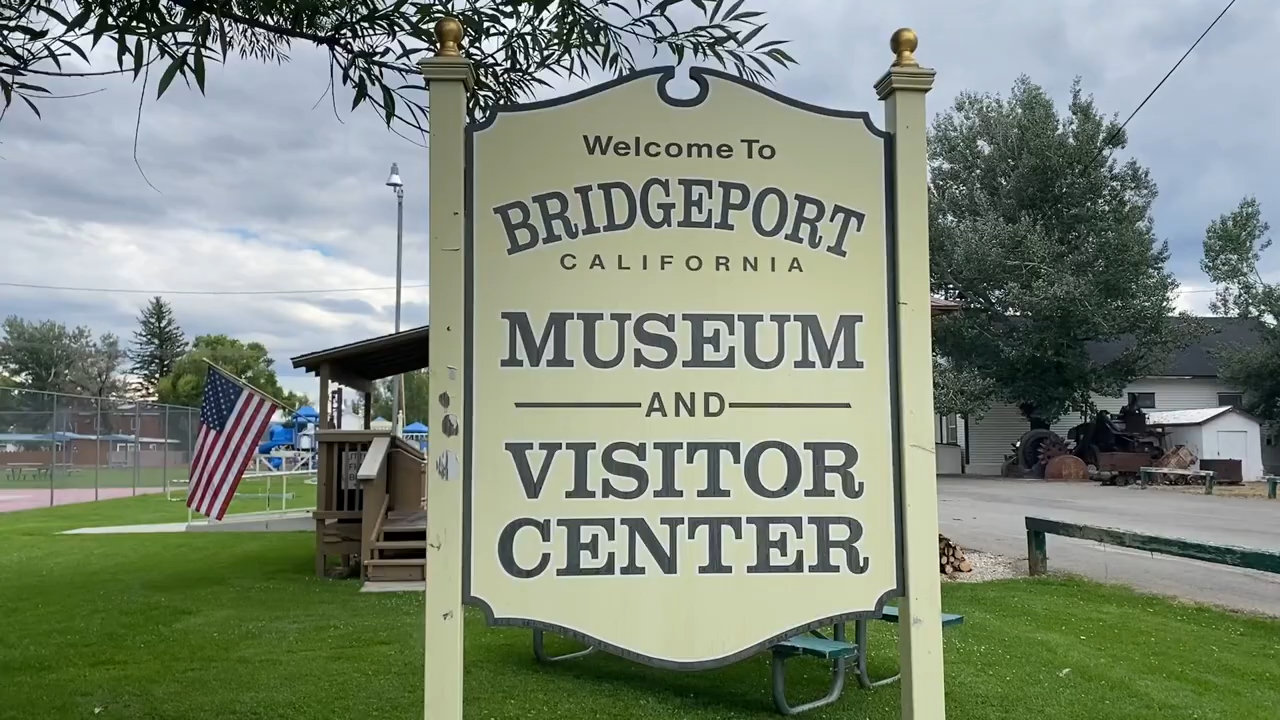 Welcome To
BRIDGEPORT
CALIFORNIA
MUSEUM
AND
VISITOR
CENTER